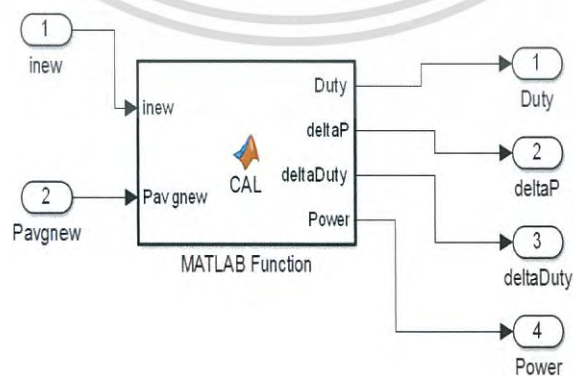 1
inew
2
Pavgnew
inew
Pavgnew
CAL
Duty
deltaP
deltaDuty
Power
MATLAB Function
1
Duty
2
deltaP
3
deltaDuty
4
Power